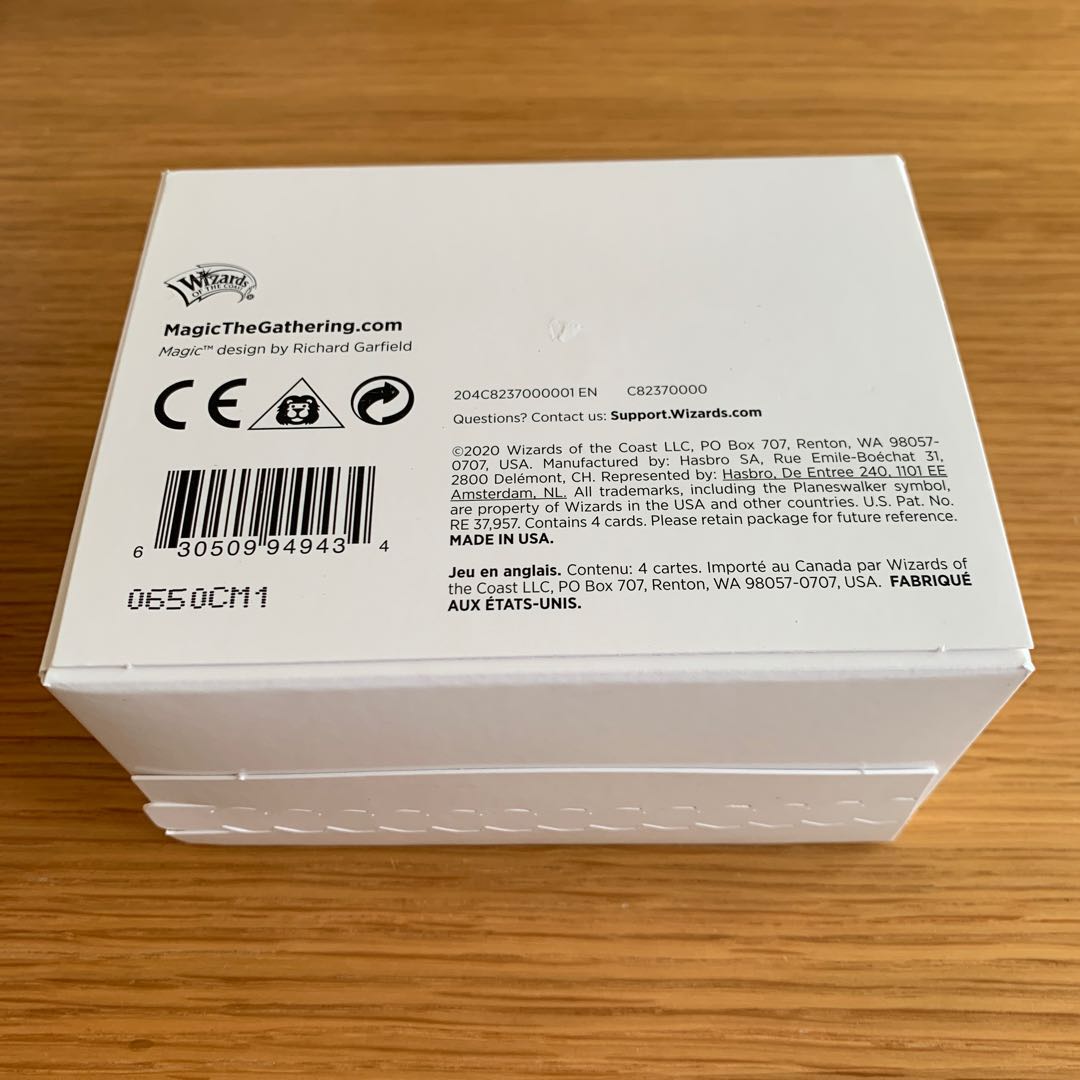 Wizards
OF THE COAST
MagicTheGathering.com
Magic™ design by Richard Garfield
CE
204C8237000001 EN C82370000
Questions? Contact us: Support.Wizards.com
©2020 Wizards of the Coast LLC, PO Box 707, Renton, WA 98057-
0707, USA. Manufactured by: Hasbro SA, Rue Emile-Boéchat 31,
2800 Delémont, CH. Represented by: Hasbro, De Entree 240, 1101 EE
Amsterdam, NL. All trademarks, including the Planeswalker symbol,
are property of Wizards in the USA and other countries. U.S. Pat. No.
RE 37,957. Contains 4 cards. Please retain package for future reference.
MADE IN USA.
6 30509 94943 4
0650CM1
Jeu en anglais. Contenu: 4 cartes. Importé au Canada par Wizards of
the Coast LLC, PO Box 707, Renton, WA 98057-0707, USA. FABRIQUÉ
AUX ÉTATS-UNIS.